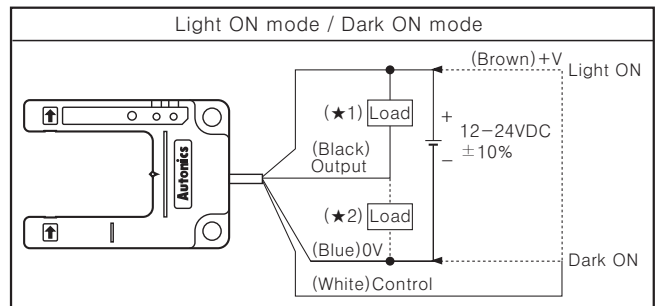 Light ON mode / Dark ON mode
(Brown)+V
Light ON
(★1) Load
+
12-24VDC
±10%
−
(Black)
Output
Autonics
(★2) Load
(Blue)0V
Dark ON
(White)Control